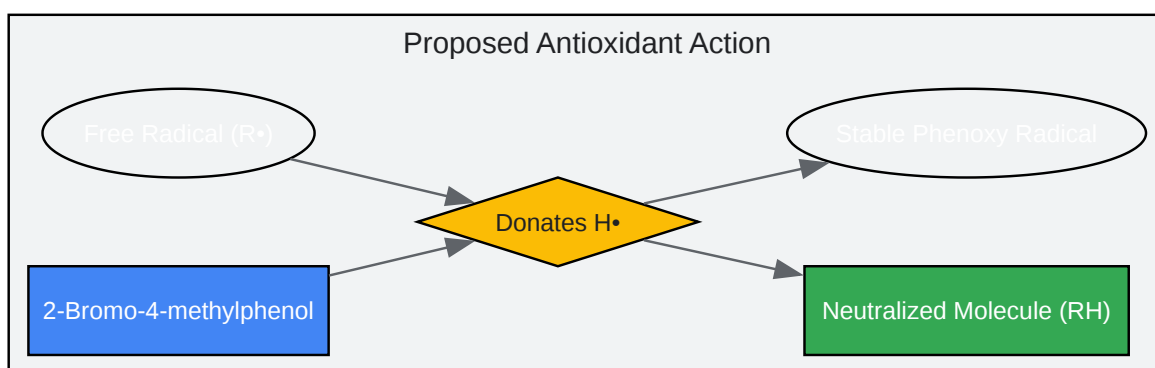 Proposed Antioxidant Action
Free Radical (R•)
Stable Phenoxy Radical
Donates H•
2-Bromo-4-methylphenol
Neutralized Molecule (RH)